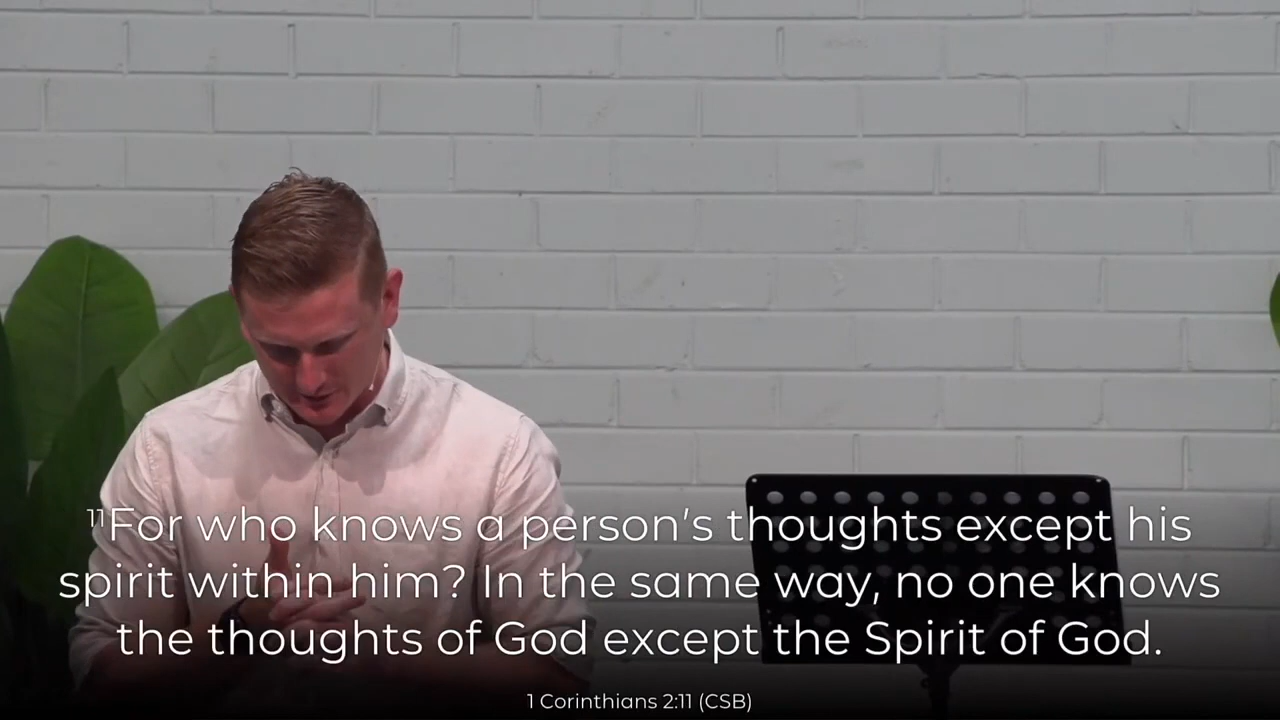 ¹¹For who knows a person's thoughts except his
spirit within him? In the same way, no one knows
the thoughts of God except the Spirit of God.
1 Corinthians 2:11 (CSB)